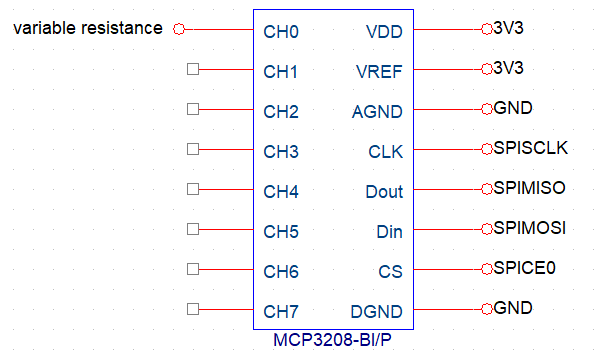 variable resistance CH0 VDD 3V3
CH1 VREF 3V3
CH2 AGND GND
CH3 CLK SPISCLK
CH4 Dout SPIMISO
CH5 Din SPIMOSI
CH6 CS SPICE0
CH7 DGND GND
MCP3208-BI/P